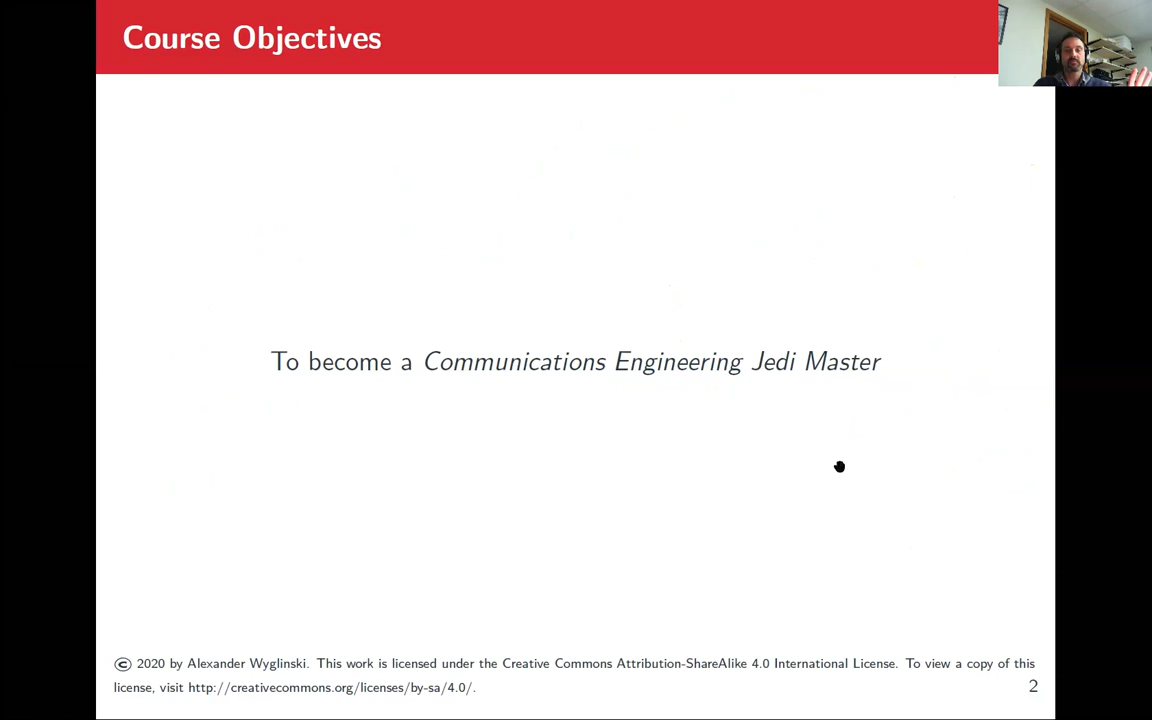 Course Objectives
To become a Communications Engineering Jedi Master
© 2020 by Alexander Wyglinski. This work is licensed under the Creative Commons Attribution-ShareAlike 4.0 International License. To view a copy of this
license, visit http://creativecommons.org/licenses/by-sa/4.0/.
2